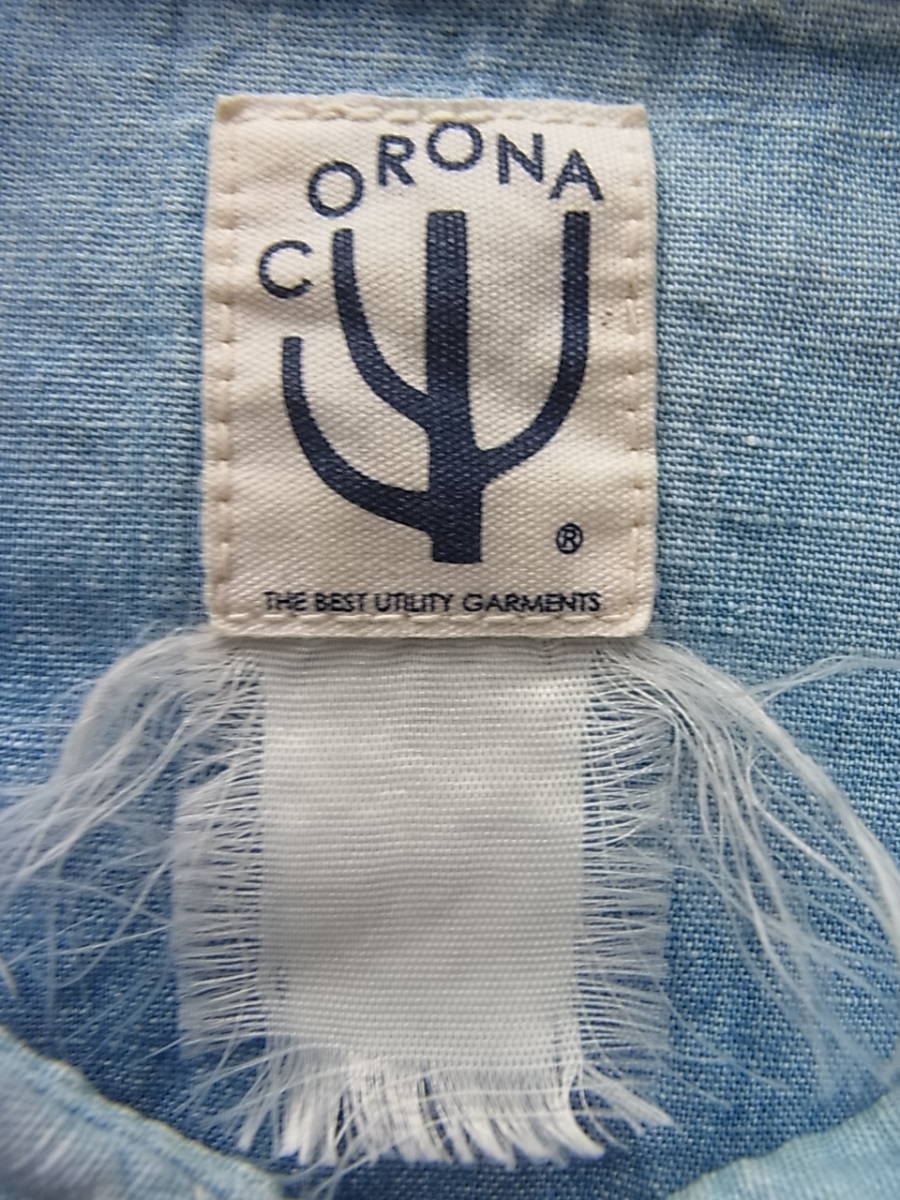 CORONA
®
THE BEST UTILITY GARMENTS